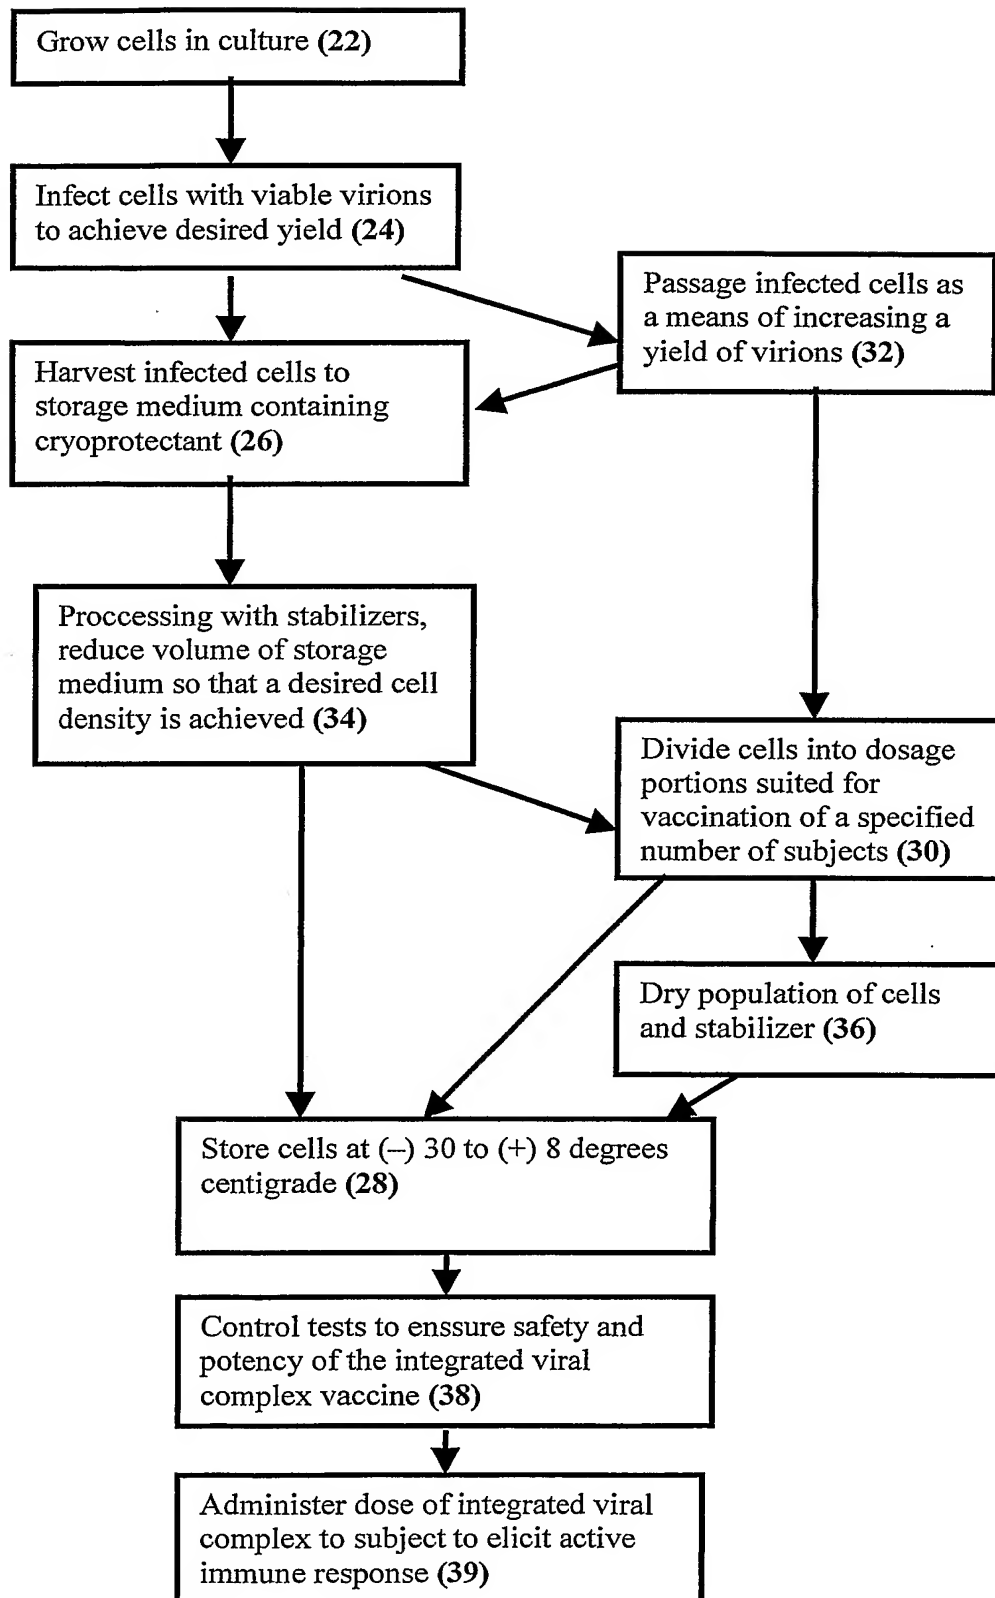 Grow cells in culture (22)
Infect cells with viable virions
to achieve desired yield (24)
Passage infected cells as
a means of increasing a
yield of virions (32)
Harvest infected cells to
storage medium containing
cryoprotectant (26)
Proccessing with stabilizers,
reduce volume of storage
medium so that a desired cell
density is achieved (34)
Divide cells into dosage
portions suited for
vaccination of a specified
number of subjects (30)
Dry population of cells
and stabilizer (36)
Store cells at (–) 30 to (+) 8 degrees
centigrade (28)
Control tests to enssure safety and
potency of the integrated viral
complex vaccine (38)
Administer dose of integrated viral
complex to subject to elicit active
immune response (39)